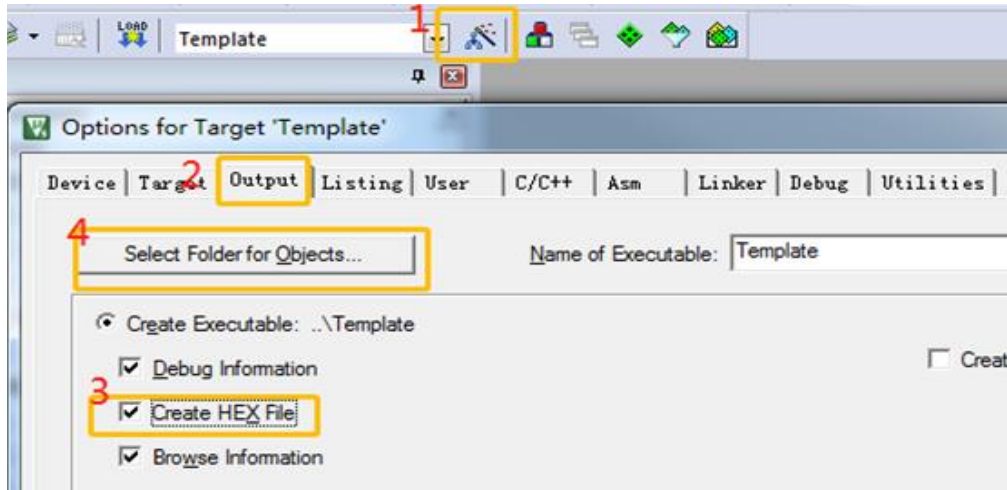 LOAD
Template
1
Options for Target 'Template'
2
Device Target Output Listing User C/C++ Asm Linker Debug Utilities
4
Select Folder for Objects...
Name of Executable: Template
Create Executable: ..\Template
Debug Information
Creat
3
Create HEX File
Browse Information